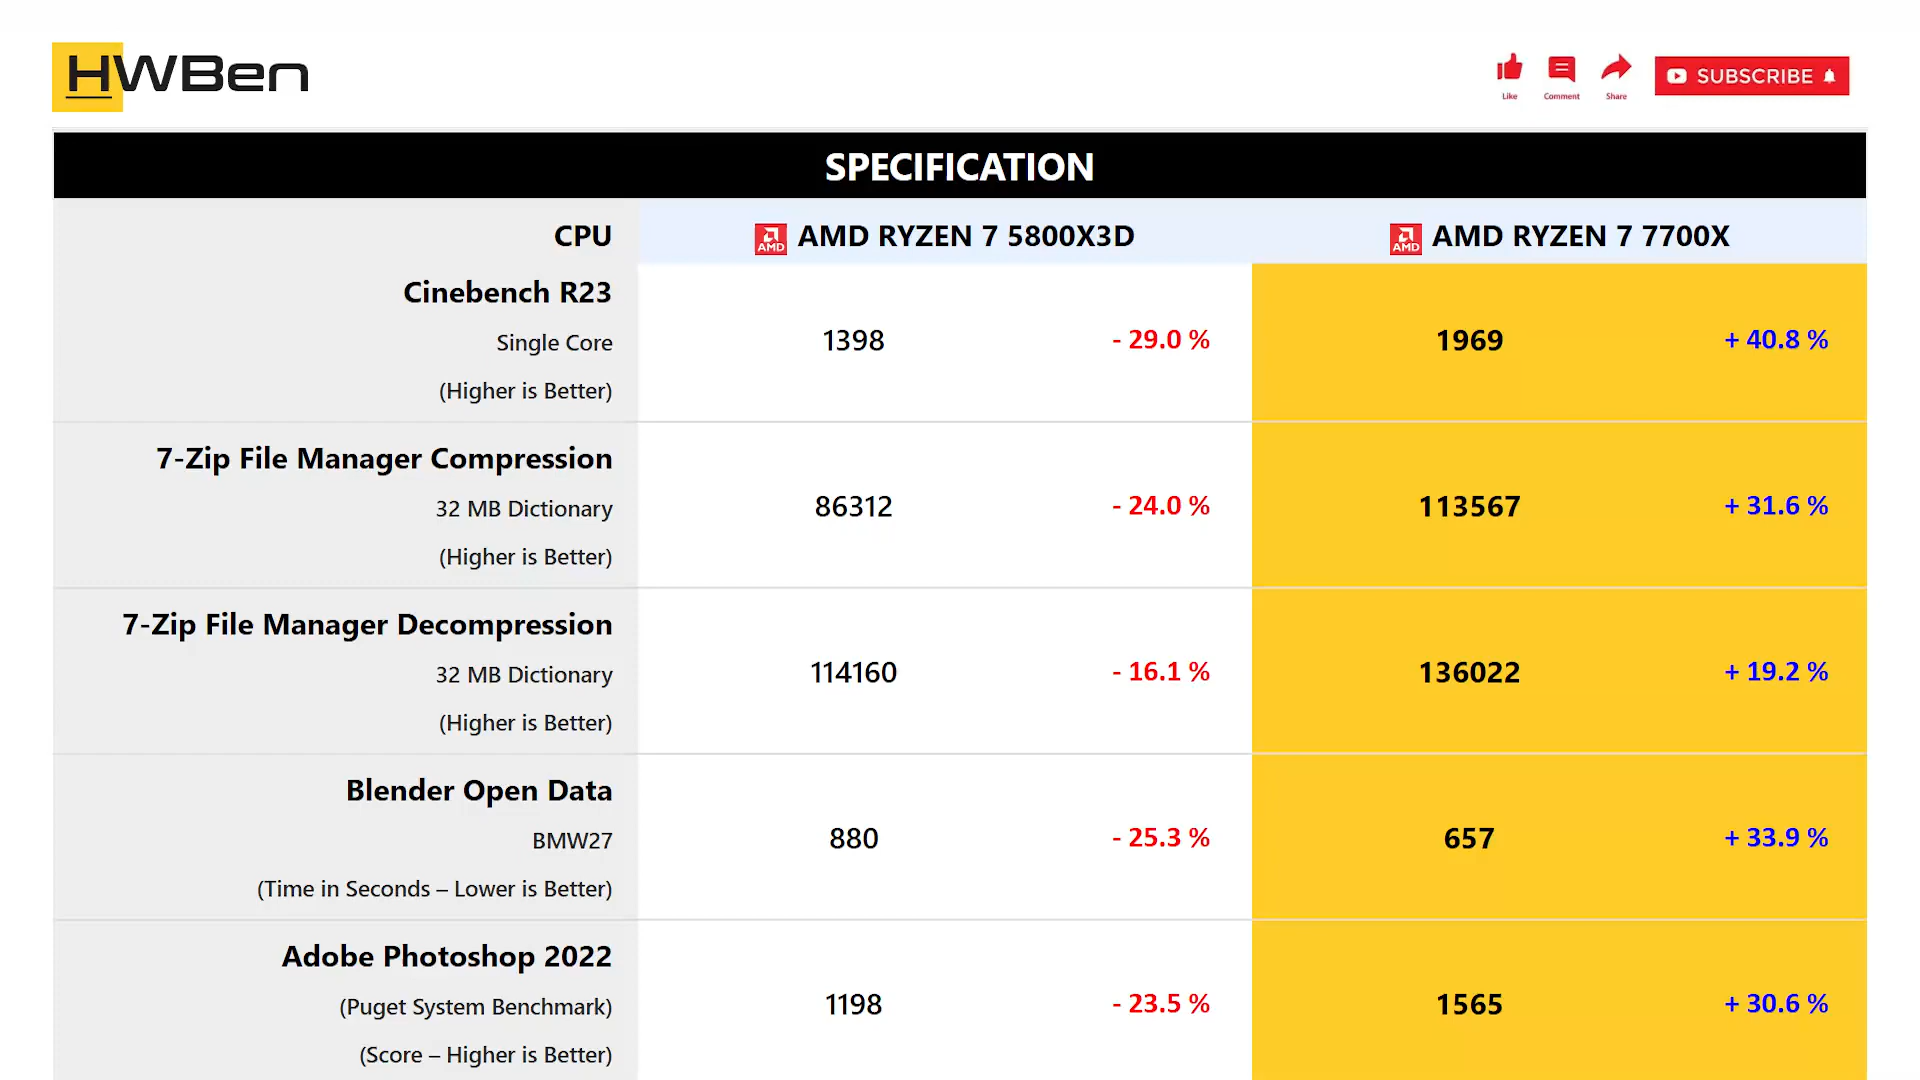 HWBen
Like
Comment
Share
SUBSCRIBE
SPECIFICATION
CPU
AMD AMD RYZEN 7 5800X3D
AMD AMD RYZEN 7 7700X
Cinebench R23
Single Core
(Higher is Better)
1398
- 29.0 %
1969
+ 40.8 %
7-Zip File Manager Compression
32 MB Dictionary
(Higher is Better)
86312
- 24.0 %
113567
+ 31.6 %
7-Zip File Manager Decompression
32 MB Dictionary
(Higher is Better)
114160
- 16.1 %
136022
+ 19.2 %
Blender Open Data
BMW27
(Time in Seconds – Lower is Better)
880
- 25.3 %
657
+ 33.9 %
Adobe Photoshop 2022
(Puget System Benchmark)
(Score – Higher is Better)
1198
- 23.5 %
1565
+ 30.6 %